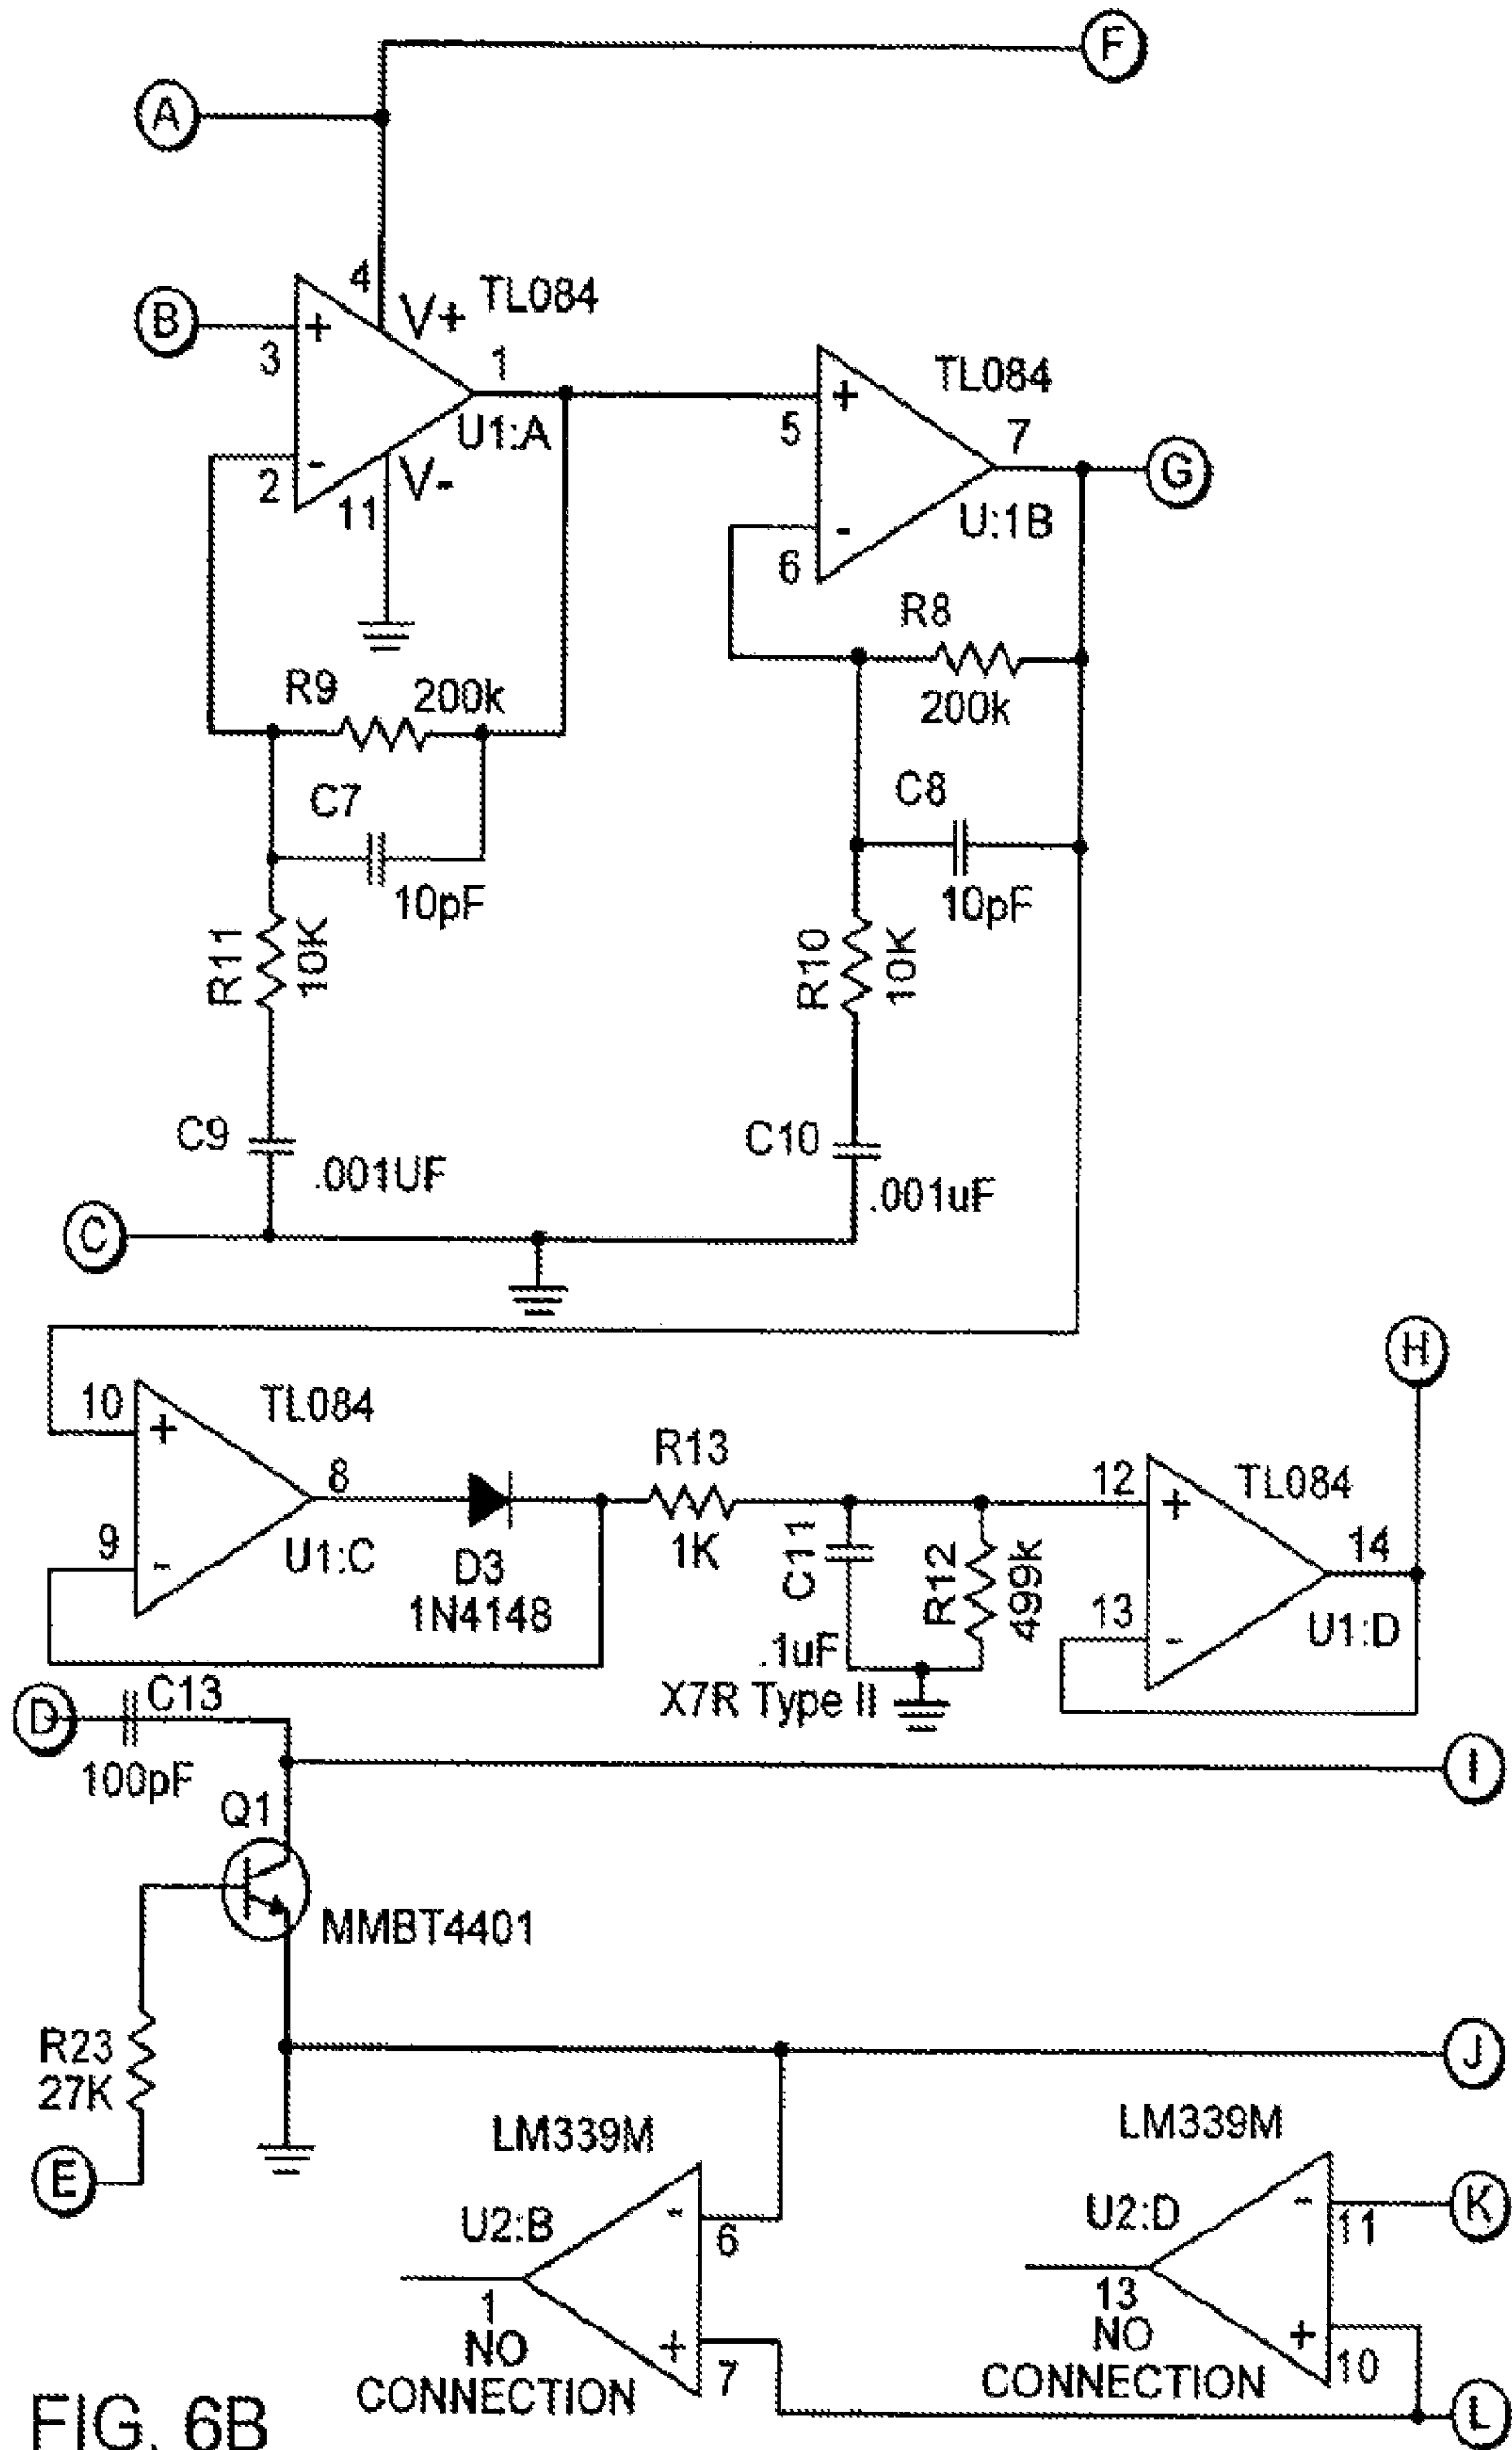 F
A
4
V+
TL084
B
+
3
1
U1:A
-
2
V-
11
TL084
+
5
7
G
-
6
U:1B
R8
200k
R9
200k
C7
10pF
C8
10pF
R11
10K
R10
10K
C9
.001UF
C10
.001uF
C
H
10
+
TL084
8
9
-
U1:C
D3
1N4148
R13
1K
C11
.1uF
X7R Type II
R12
499k
12
+
TL084
14
13
-
U1:D
D
C13
100pF
I
Q1
MMBT4401
R23
27K
J
E
LM339M
U2:B
-
6
1
NO
CONNECTION
+
7
LM339M
U2:D
-
11
K
13
NO
CONNECTION
+
10
L
FIG. 6B